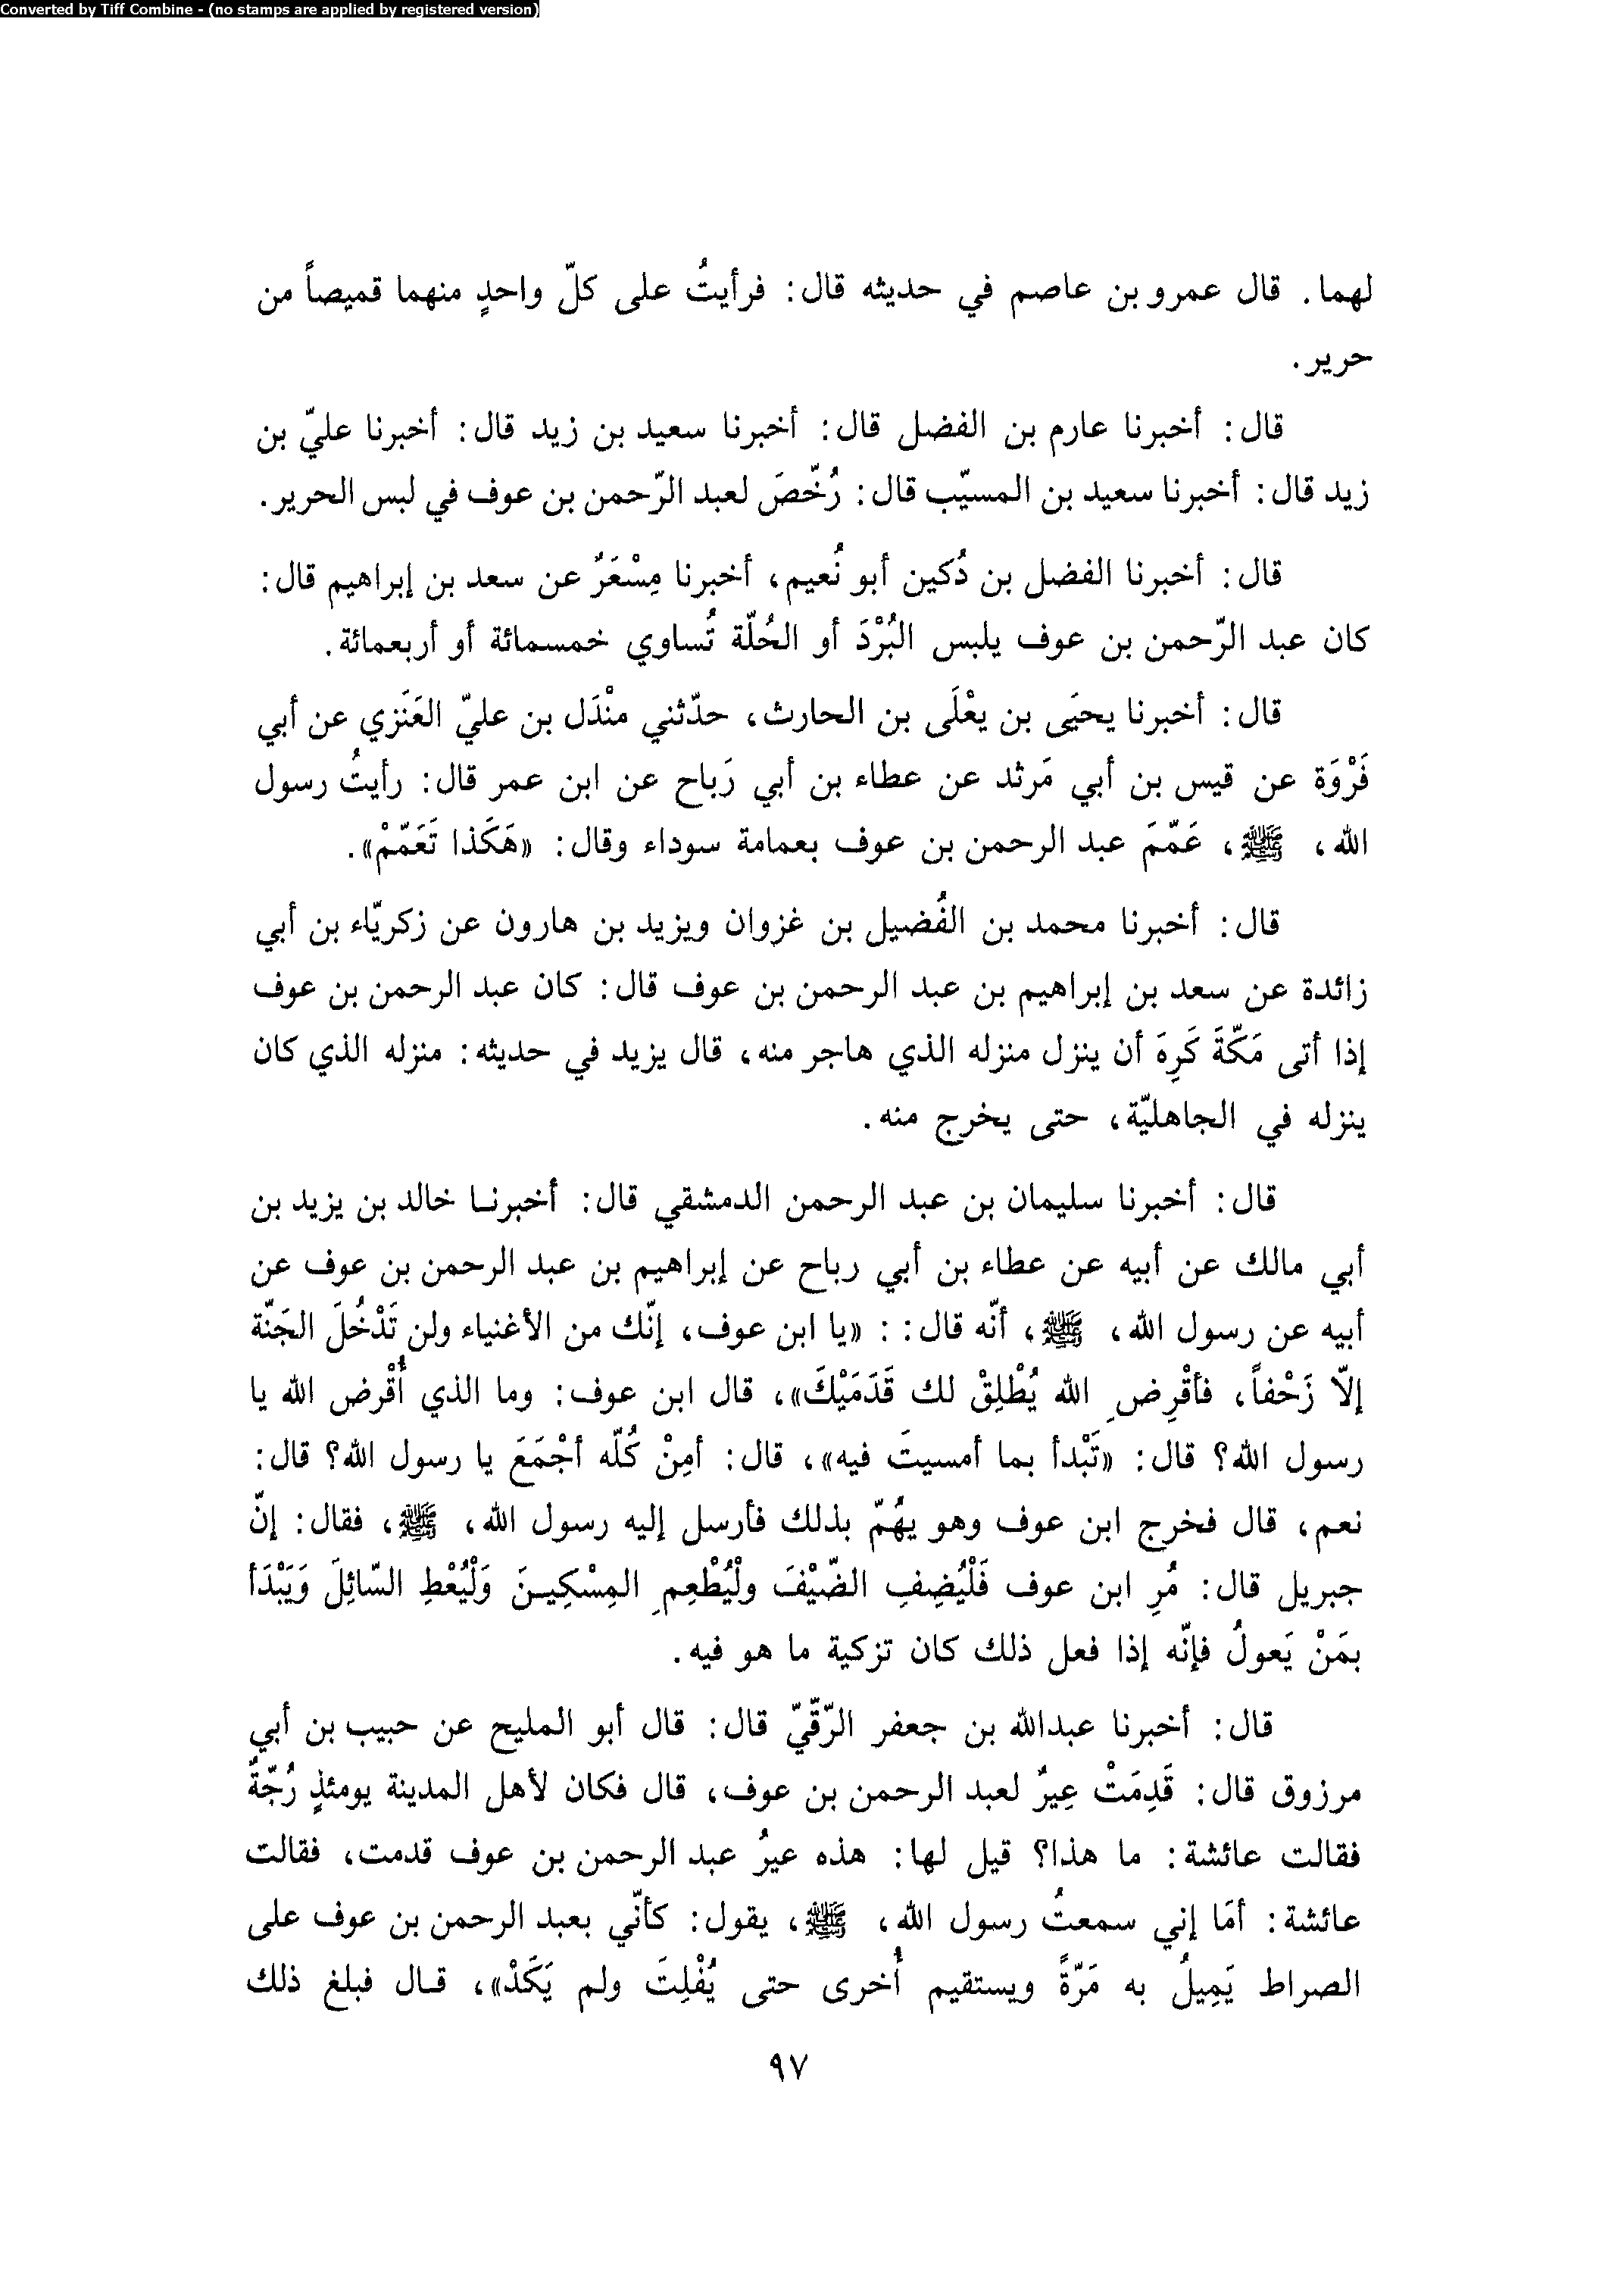 Converted by Tiff Combine - (no stamps are applied by registered version)
لهما. قال عمرو بن عاصم في حديثه قال: فرأيتُ على كلّ واحدٍ منهما قميصاً من
حرير.
قال: أخبرنا عارم بن الفضل قال: أخبرنا سعيد بن زيد قال: أخبرنا عليّ بن
زيد قال: أخبرنا سعيد بن المسيّب قال: رُخّصَ لعبد الرّحمن بن عوف في لبس الحرير.
قال: أخبرنا الفضل بن دُكين أبو نُعيم، أخبرنا مِسْعَرٌ عن سعد بن إبراهيم قال:
كان عبد الرّحمن بن عوف يلبس البُرْدَ أو الحُلّة تُساوي خمسمائة أو أربعمائة.
قال: أخبرنا يحيَى بن يعْلَى بن الحارث، حدّثني منْدَل بن عليّ العَنَزي عن أبي
فَرْوَة عن قيس بن أبي مَرثد عن عطاء بن أبي رَباح عن ابن عمر قال: رأيتُ رسول
الله، ﷺ، عَمّمَ عبد الرحمن بن عوف بعمامة سوداء وقال: «هَكَذا تَعَمّمْ».
قال: أخبرنا محمد بن الفُضيل بن غزوان ويزيد بن هارون عن زكريّاء بن أبي
زائدة عن سعد بن إبراهيم بن عبد الرحمن بن عوف قال: كان عبد الرحمن بن عوف
إذا أتى مَكّةَ كَرِهَ أن ينزل منزله الذي هاجر منه، قال يزيد في حديثه: منزله الذي كان
ينزله في الجاهليّة، حتى يخرج منه.
قال: أخبرنا سليمان بن عبد الرحمن الدمشقي قال: أخبرنا خالد بن يزيد بن
أبي مالك عن أبيه عن عطاء بن أبي رباح عن إبراهيم بن عبد الرحمن بن عوف عن
أبيه عن رسول الله، ﷺ، أنّه قال: : «يا ابن عوف، إنّك من الأغنياء ولن تَدْخُلَ الجَنّة
إلاّ زَحْفاً، فأقْرِضِ الله يُطْلِقْ لك قَدَمَيْكَ»، قال ابن عوف: وما الذي أُقْرض الله يا
رسول الله؟ قال: «تَبْدأ بما أمسيتَ فيه»، قال: أمِنْ كُلّه أجْمَعَ يا رسول الله؟ قال:
نعم، قال فخرج ابن عوف وهو يهُمّ بذلك فأرسل إليه رسول الله، ﷺ، فقال: إنّ
جبريل قال: مُرِ ابن عوف فَلْيُضِفِ الضّيْفَ ولْيُطْعِمِ المِسْكِيـنَ وَلْيُعْطِ السّائِلَ وَيَبْدَأ
بمَنْ يَعولُ فإنّه إذا فعل ذلك كان تزكية ما هو فيه.
قال: أخبرنا عبدالله بن جعفر الرّقّيّ قال: قال أبو المليح عن حبيب بن أبي
مرزوق قال: قَدِمَتْ عِيرٌ لعبد الرحمن بن عوف، قال فكان لأهل المدينة يومئذٍ رُجّةٌ
فقالت عائشة: ما هذا؟ قيل لها: هذه عيرُ عبد الرحمن بن عوف قدمت، فقالت
عائشة: أمَا إني سمعتُ رسول الله، ﷺ، يقول: كأنّي بعبد الرحمن بن عوف على
الصراط يَمِيلُ به مَرّةً ويستقيم أُخرى حتى يُفْلِتَ ولم يَكَدْ»، قـال فبلغ ذلك
٩٧